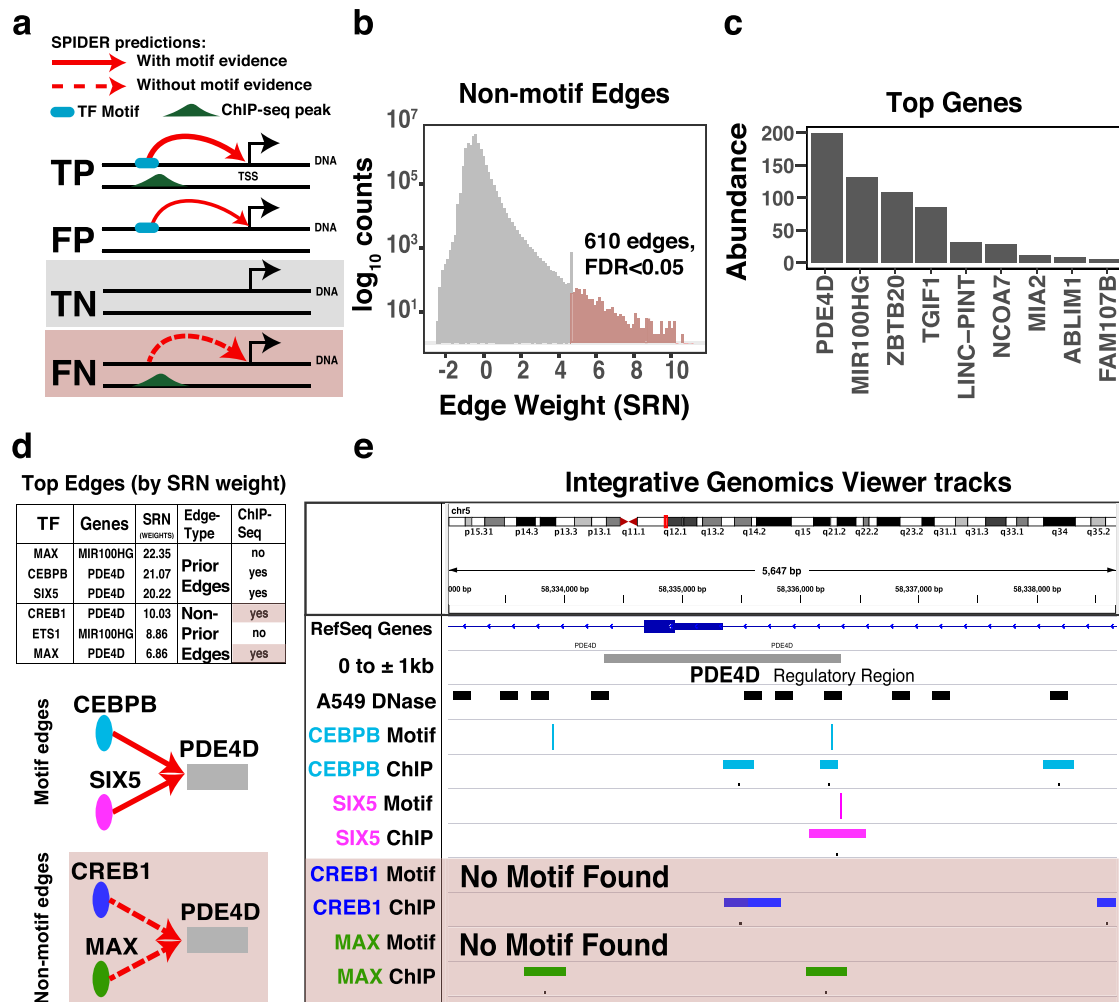 a
SPIDER predictions:
With motif evidence
Without motif evidence
TF Motif
ChIP-seq peak
TP
DNA
TSS
FP
DNA
TN
DNA
FN
DNA
b
Non-motif Edges
log10 counts
10^7
10^5
10^3
10^1
610 edges,
FDR<0.05
-2 0 2 4 6 8 10
Edge Weight (SRN)
c
Top Genes
Abundance
200
150
100
50
0
PDE4D
MIR100HG
ZBTB20
TGIF1
LINC−PINT
NCOA7
MIA2
ABLIM1
FAM107B
d
Top Edges (by SRN weight)
TF Genes SRN (WEIGHTS) Edge-Type ChIP-Seq
MAX MIR100HG 22.35 Prior Edges no
CEBPB PDE4D 21.07 yes
SIX5 PDE4D 20.22 yes
CREB1 PDE4D 10.03 Non-Prior Edges yes
ETS1 MIR100HG 8.86 no
MAX PDE4D 6.86 yes
Motif edges
CEBPB
SIX5
PDE4D
Non-motif edges
CREB1
MAX
PDE4D
e
Integrative Genomics Viewer tracks
chr5
p15.31 p14.3 p13.3 p13.1 q11.1 q12.1 q13.2 q14.2 q15 q21.2 q22.2 q23.1 q23.3 q31.1 q31.3 q33.1 q34 q35.2
5,647 bp
000 bp 58,334,000 bp 58,335,000 bp 58,336,000 bp 58,337,000 bp 58,338,000 bp
RefSeq Genes
PDE4D PDE4D
0 to ± 1kb
PDE4D Regulatory Region
A549 DNase
CEBPB Motif
CEBPB ChIP
SIX5 Motif
SIX5 ChIP
CREB1 Motif No Motif Found
CREB1 ChIP
MAX Motif No Motif Found
MAX ChIP